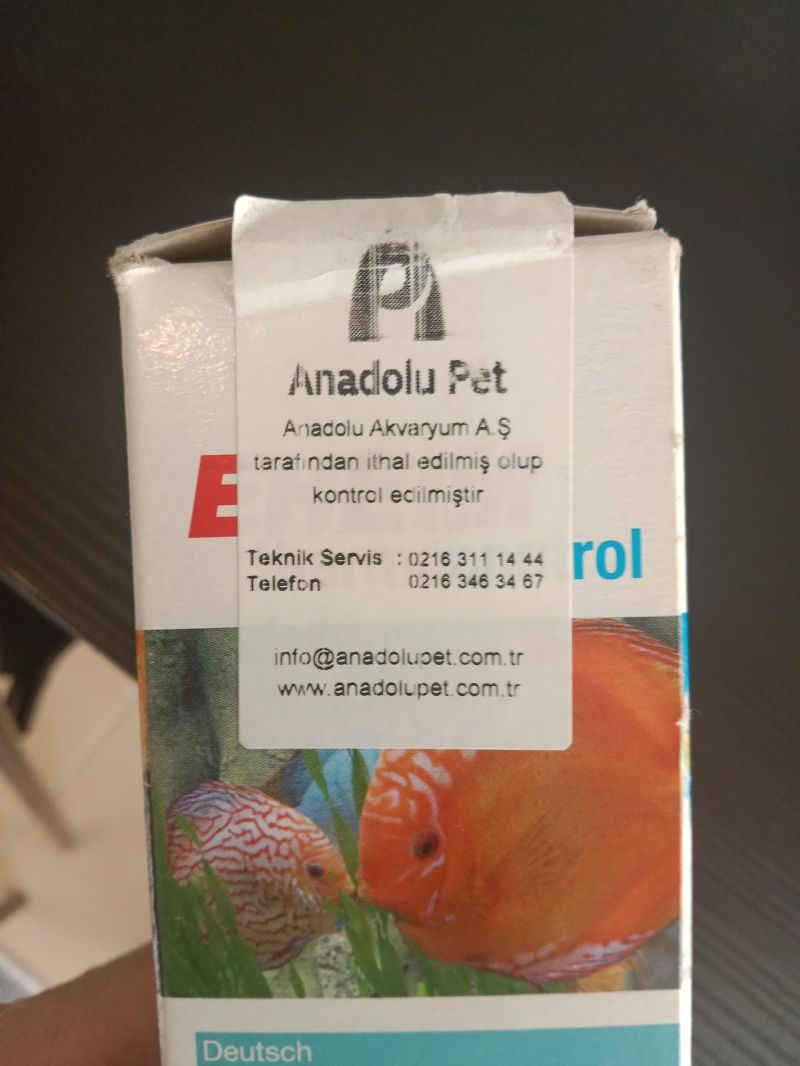 Anadolu Pet
Anadolu Akvaryum A.Ş
tarafından ithal edilmiş olup
kontrol edilmiştir
E
Teknik Servis : 0216 311 14 44
rol
Telefon 0216 346 34 67
info@anadolupet.com.tr
www.anadolupet.com.tr
Deutsch